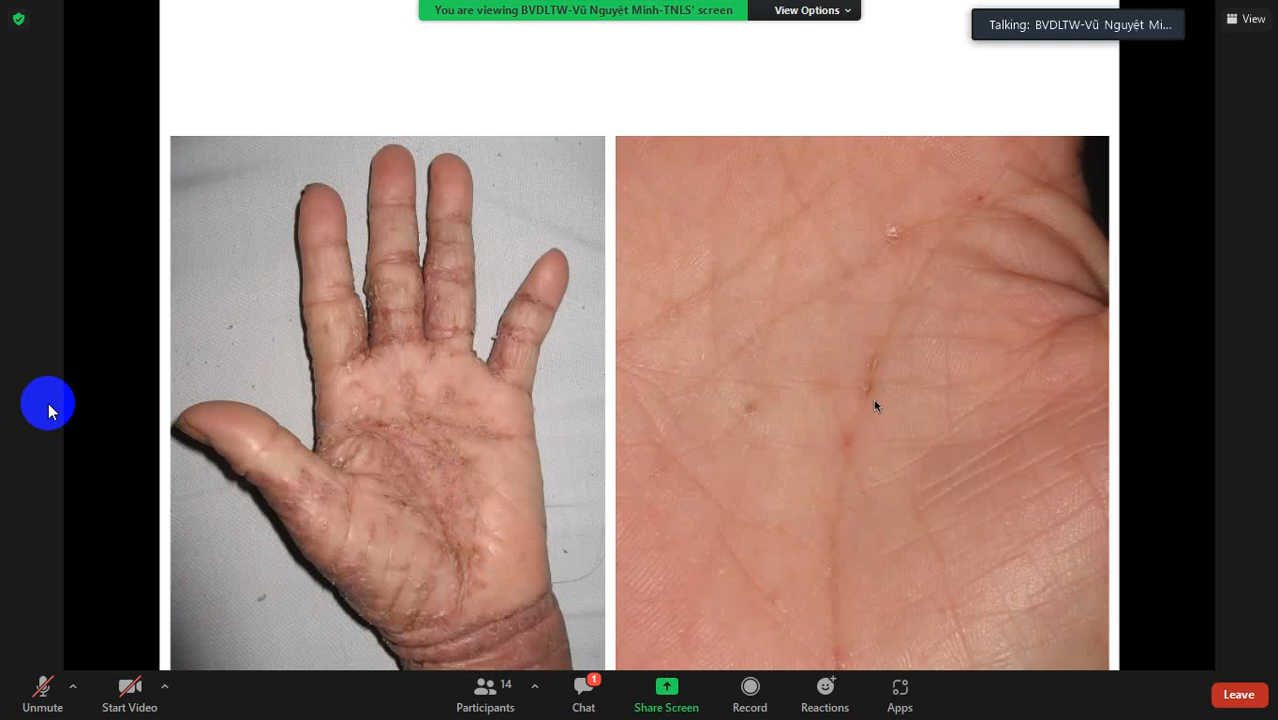 You are viewing BVDLTW-Vũ Nguyệt Minh-TNLS' screen
View Options
Talking: BVDLTW-Vũ Nguyệt Mi...
View
Unmute
Start Video
14
Participants
1
Chat
Share Screen
Record
Reactions
Apps
Leave